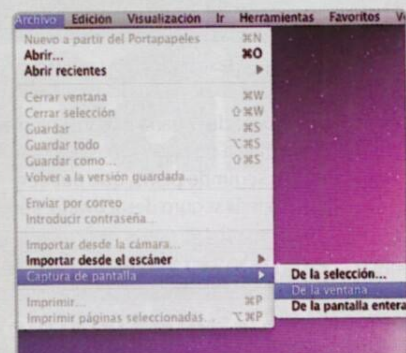 Archivo Edición Visualización Ir Herramientas Favoritos
Nuevo a partir del Portapapeles ⌘N
Abrir... ⌘O
Abrir recientes ▶
Cerrar ventana ⌘W
Cerrar selección ⇧⌘W
Guardar ⌘S
Guardar todo ⌥⌘S
Guardar como... ⇧⌘S
Volver a la versión guardada...
Enviar por correo
Introducir contraseña...
Importar desde la cámara...
Importar desde el escáner ▶
Captura de pantalla ▶ De la selección...
De la ventana
Imprimir... ⌘P De la pantalla entera
Imprimir páginas seleccionadas... ⌥⌘P